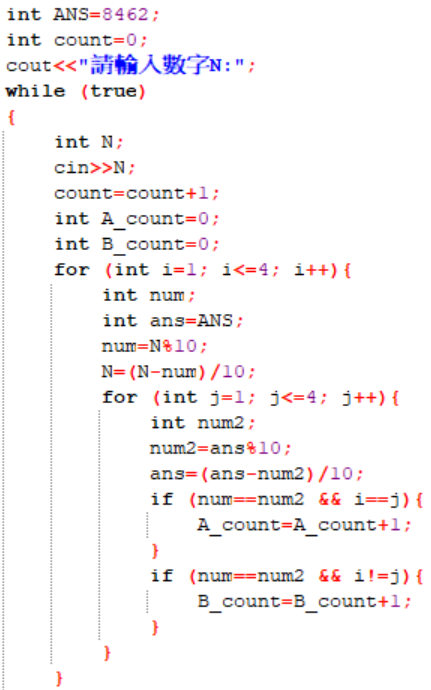 int ANS=8462;
int count=0;
cout<<"請輸入數字N:";
while (true)
{
int N;
cin>>N;
count=count+1;
int A_count=0;
int B_count=0;
for (int i=1; i<=4; i++){
int num;
int ans=ANS;
num=N%10;
N=(N-num)/10;
for (int j=1; j<=4; j++){
int num2;
num2=ans%10;
ans=(ans-num2)/10;
if (num==num2 && i==j){
A_count=A_count+1;
}
if (num==num2 && i!=j){
B_count=B_count+1;
}
}
}